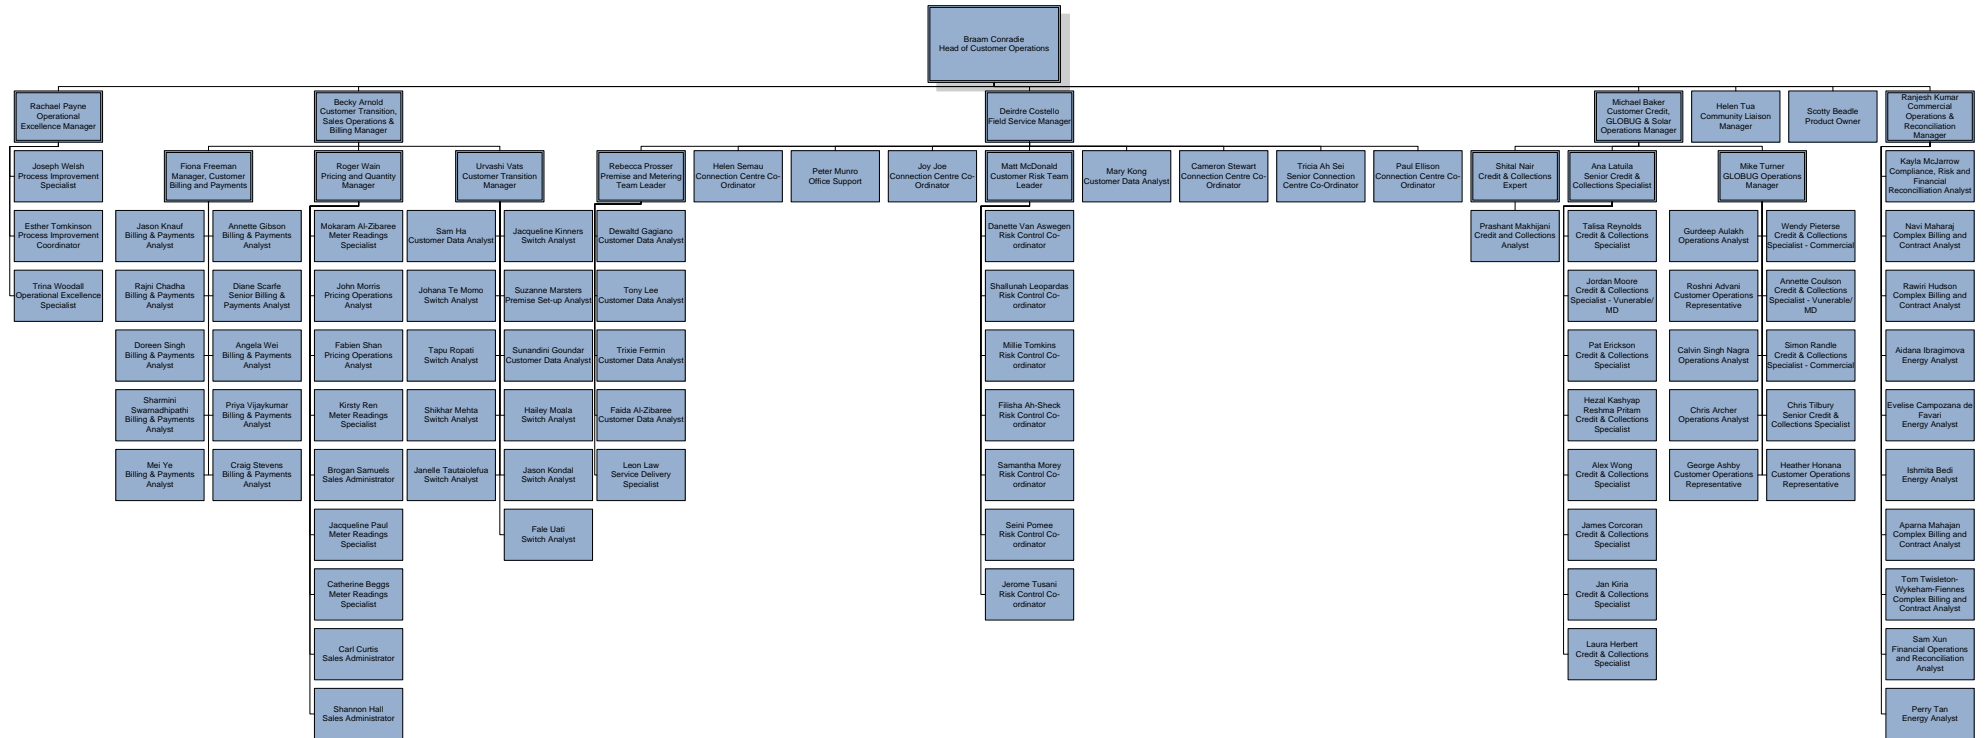 Braam Conradie
Head of Customer Operations
Rachael Payne
Operational
Excellence Manager
Becky Arnold
Customer Transition,
Sales Operations &
Billing Manager
Deirdre Costello
Field Service Manager
Michael Baker
Customer Credit,
GLOBUG & Solar
Operations Manager
Helen Tua
Community Liaison
Manager
Scotty Beadle
Product Owner
Ranjesh Kumar
Commercial
Operations &
Reconciliation
Manager
Joseph Welsh
Process Improvement
Specialist
Esther Tomkinson
Process Improvement
Coordinator
Trina Woodall
Operational Excellence
Specialist
Fiona Freeman
Manager, Customer
Billing and Payments
Jason Knauf
Billing & Payments
Analyst
Annette Gibson
Billing & Payments
Analyst
Rajni Chadha
Billing & Payments
Analyst
Diane Scarfe
Senior Billing &
Payments Analyst
Doreen Singh
Billing & Payments
Analyst
Angela Wei
Billing & Payments
Analyst
Sharmini
Swarnadhipathi
Billing & Payments
Analyst
Priya Vijaykumar
Billing & Payments
Analyst
Mei Ye
Billing & Payments
Analyst
Craig Stevens
Billing & Payments
Analyst
Roger Wain
Pricing and Quantity
Manager
Mokaram Al-Zibaree
Meter Readings
Specialist
John Morris
Pricing Operations
Analyst
Fabien Shan
Pricing Operations
Analyst
Kirsty Ren
Meter Readings
Specialist
Brogan Samuels
Sales Administrator
Jacqueline Paul
Meter Readings
Specialist
Catherine Beggs
Meter Readings
Specialist
Carl Curtis
Sales Administrator
Shannon Hall
Sales Administrator
Urvashi Vats
Customer Transition
Manager
Sam Ha
Customer Data Analyst
Jacqueline Kinners
Switch Analyst
Johana Te Momo
Switch Analyst
Suzanne Marsters
Premise Set-up Analyst
Tapu Ropati
Switch Analyst
Sunandini Goundar
Customer Data Analyst
Shikhar Mehta
Switch Analyst
Hailey Moala
Switch Analyst
Janelle Tautaiolefua
Switch Analyst
Jason Kondal
Switch Analyst
Fale Uati
Switch Analyst
Rebecca Prosser
Premise and Metering
Team Leader
Dewaltd Gagiano
Customer Data Analyst
Tony Lee
Customer Data Analyst
Trixie Fermin
Customer Data Analyst
Faida Al-Zibaree
Customer Data Analyst
Leon Law
Service Delivery
Specialist
Helen Semau
Connection Centre Co-
Ordinator
Peter Munro
Office Support
Joy Joe
Connection Centre Co-
Ordinator
Matt McDonald
Customer Risk Team
Leader
Danette Van Aswegen
Risk Control Co-
ordinator
Shallunah Leopardas
Risk Control Co-
ordinator
Millie Tomkins
Risk Control Co-
ordinator
Filisha Ah-Sheck
Risk Control Co-
ordinator
Samantha Morey
Risk Control Co-
ordinator
Seini Pomee
Risk Control Co-
ordinator
Jerome Tusani
Risk Control Co-
ordinator
Mary Kong
Customer Data Analyst
Cameron Stewart
Connection Centre Co-
Ordinator
Tricia Ah Sei
Senior Connection
Centre Co-Ordinator
Paul Ellison
Connection Centre Co-
Ordinator
Shital Nair
Credit & Collections
Expert
Prashant Makhijani
Credit and Collections
Analyst
Ana Latuila
Senior Credit &
Collections Specialist
Talisa Reynolds
Credit & Collections
Specialist
Jordan Moore
Credit & Collections
Specialist - Vunerable/
MD
Pat Erickson
Credit & Collections
Specialist
Hezal Kashyap
Reshma Pritam
Credit & Collections
Specialist
Alex Wong
Credit & Collections
Specialist
James Corcoran
Credit & Collections
Specialist
Jan Kiria
Credit & Collections
Specialist
Laura Herbert
Credit & Collections
Specialist
Mike Turner
GLOBUG Operations
Manager
Gurdeep Aulakh
Operations Analyst
Wendy Pieterse
Credit & Collections
Specialist - Commercial
Roshni Advani
Customer Operations
Representative
Annette Coulson
Credit & Collections
Specialist - Vunerable/
MD
Calvin Singh Nagra
Operations Analyst
Simon Randle
Credit & Collections
Specialist - Commercial
Chris Archer
Operations Analyst
Chris Tilbury
Senior Credit &
Collections Specialist
George Ashby
Customer Operations
Representative
Heather Honana
Customer Operations
Representative
Kayla McJarrow
Compliance, Risk and
Financial
Reconcilliation Analyst
Navi Maharaj
Complex Billing and
Contract Analyst
Rawiri Hudson
Complex Billing and
Contract Analyst
Aidana Ibragimova
Energy Analyst
Evelise Campozana de
Favari
Energy Analyst
Ishmita Bedi
Energy Analyst
Aparna Mahajan
Complex Billing and
Contract Analyst
Tom Twisleton-
Wykeham-Fiennes
Complex Billing and
Contract Analyst
Sam Xun
Financial Operations
and Reconciliation
Analyst
Perry Tan
Energy Analyst